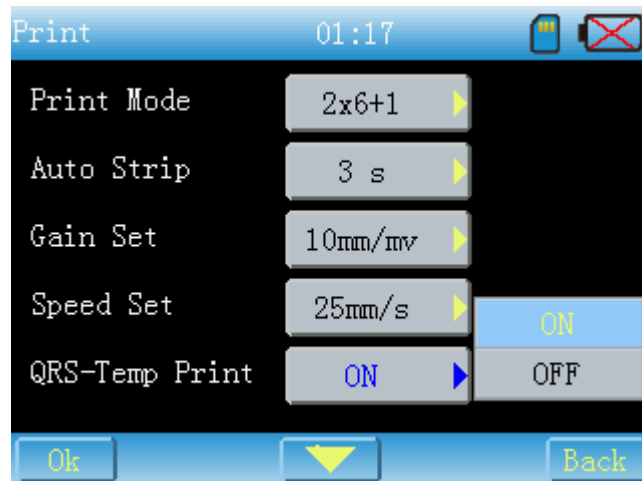 Print 01:17
Print Mode 2x6+1
Auto Strip 3 s
Gain Set 10mm/mv
Speed Set 25mm/s
ON
QRS-Temp Print ON OFF
Ok Back